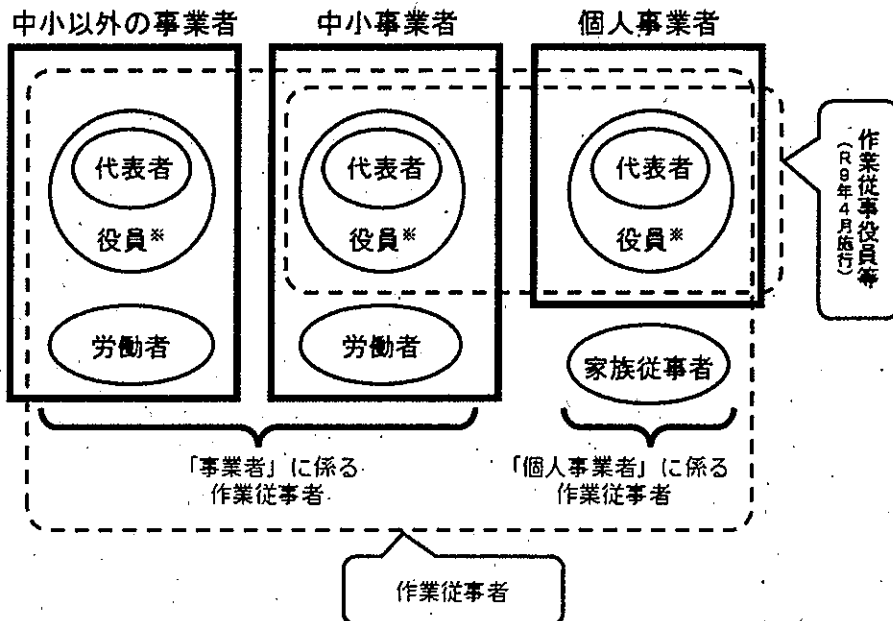 中小以外の事業者
中小事業者
個人事業者
代表者
役員※
労働者
代表者
役員※
労働者
代表者
役員※
家族従事者
作業従事役員等
(R9年4月施行)
「事業者」に係る
作業従事者
「個人事業者」に係る
作業従事者
作業従事者